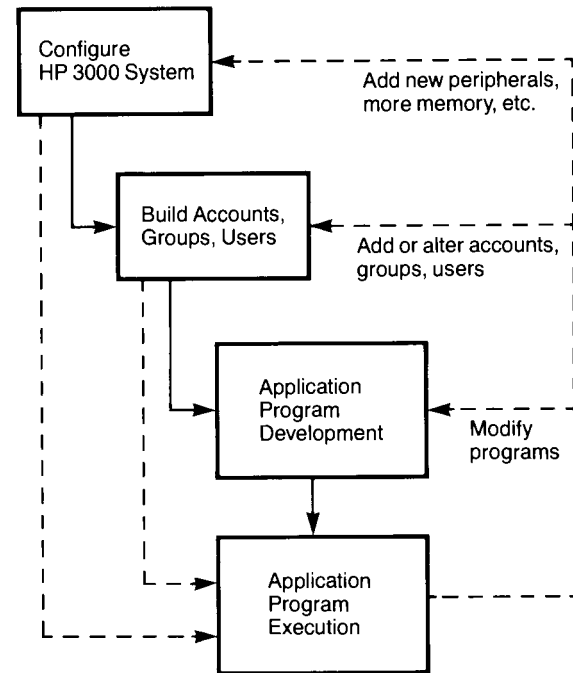 Configure
HP 3000 System
Add new peripherals,
more memory, etc.
Build Accounts,
Groups, Users
Add or alter accounts,
groups, users
Application
Program
Development
Modify
programs
Application
Program
Execution